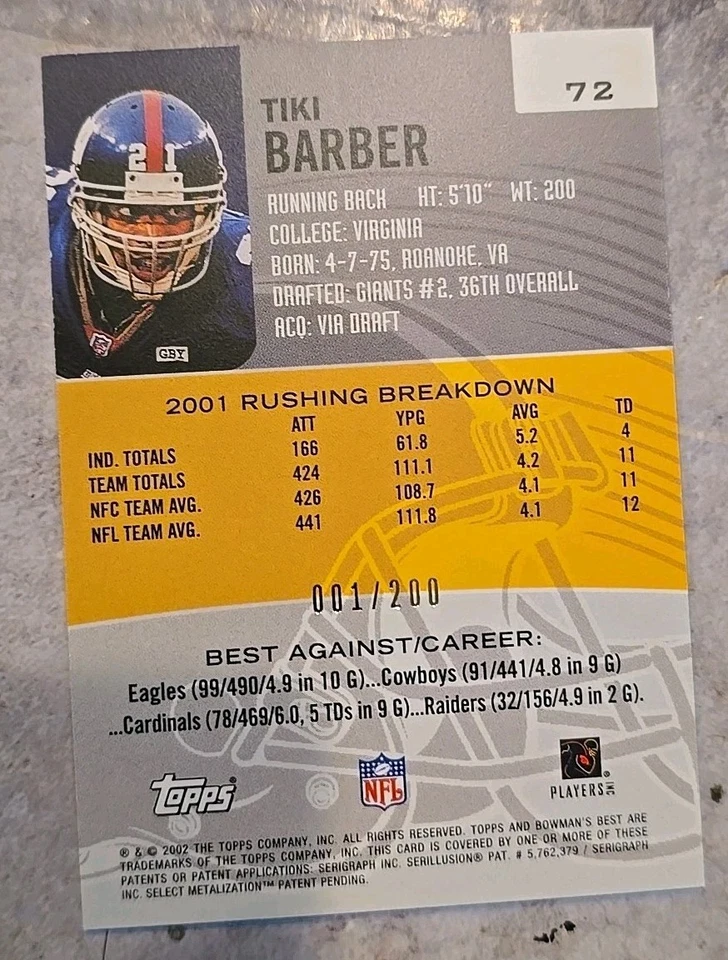 72
TIKI
BARBER
RUNNING BACK HT: 5'10" WT: 200
COLLEGE: VIRGINIA
BORN: 4-7-75, ROANOKE, VA
DRAFTED: GIANTS #2, 36TH OVERALL
ACQ: VIA DRAFT
21
GBY
2001 RUSHING BREAKDOWN
ATT YPG AVG TD
IND. TOTALS 166 61.8 5.2 4
TEAM TOTALS 424 111.1 4.2 11
NFC TEAM AVG. 426 108.7 4.1 11
NFL TEAM AVG. 441 111.8 4.1 12
001/200
BEST AGAINST/CAREER:
Eagles (99/490/4.9 in 10 G)...Cowboys (91/441/4.8 in 9 G)
...Cardinals (78/469/6.0, 5 TDs in 9 G)...Raiders (32/156/4.9 in 2 G).
topps®
NFL
PLAYERS INC
® & © 2002 THE TOPPS COMPANY, INC. ALL RIGHTS RESERVED. TOPPS AND BOWMAN'S BEST ARE
TRADEMARKS OF THE TOPPS COMPANY, INC. THIS CARD IS COVERED BY ONE OR MORE OF THESE
PATENTS OR PATENT APPLICATIONS: SERIGRAPH INC. SERILLUSION® PAT. # 5,762,379 / SERIGRAPH
INC. SELECT METALIZATION™ PATENT PENDING.